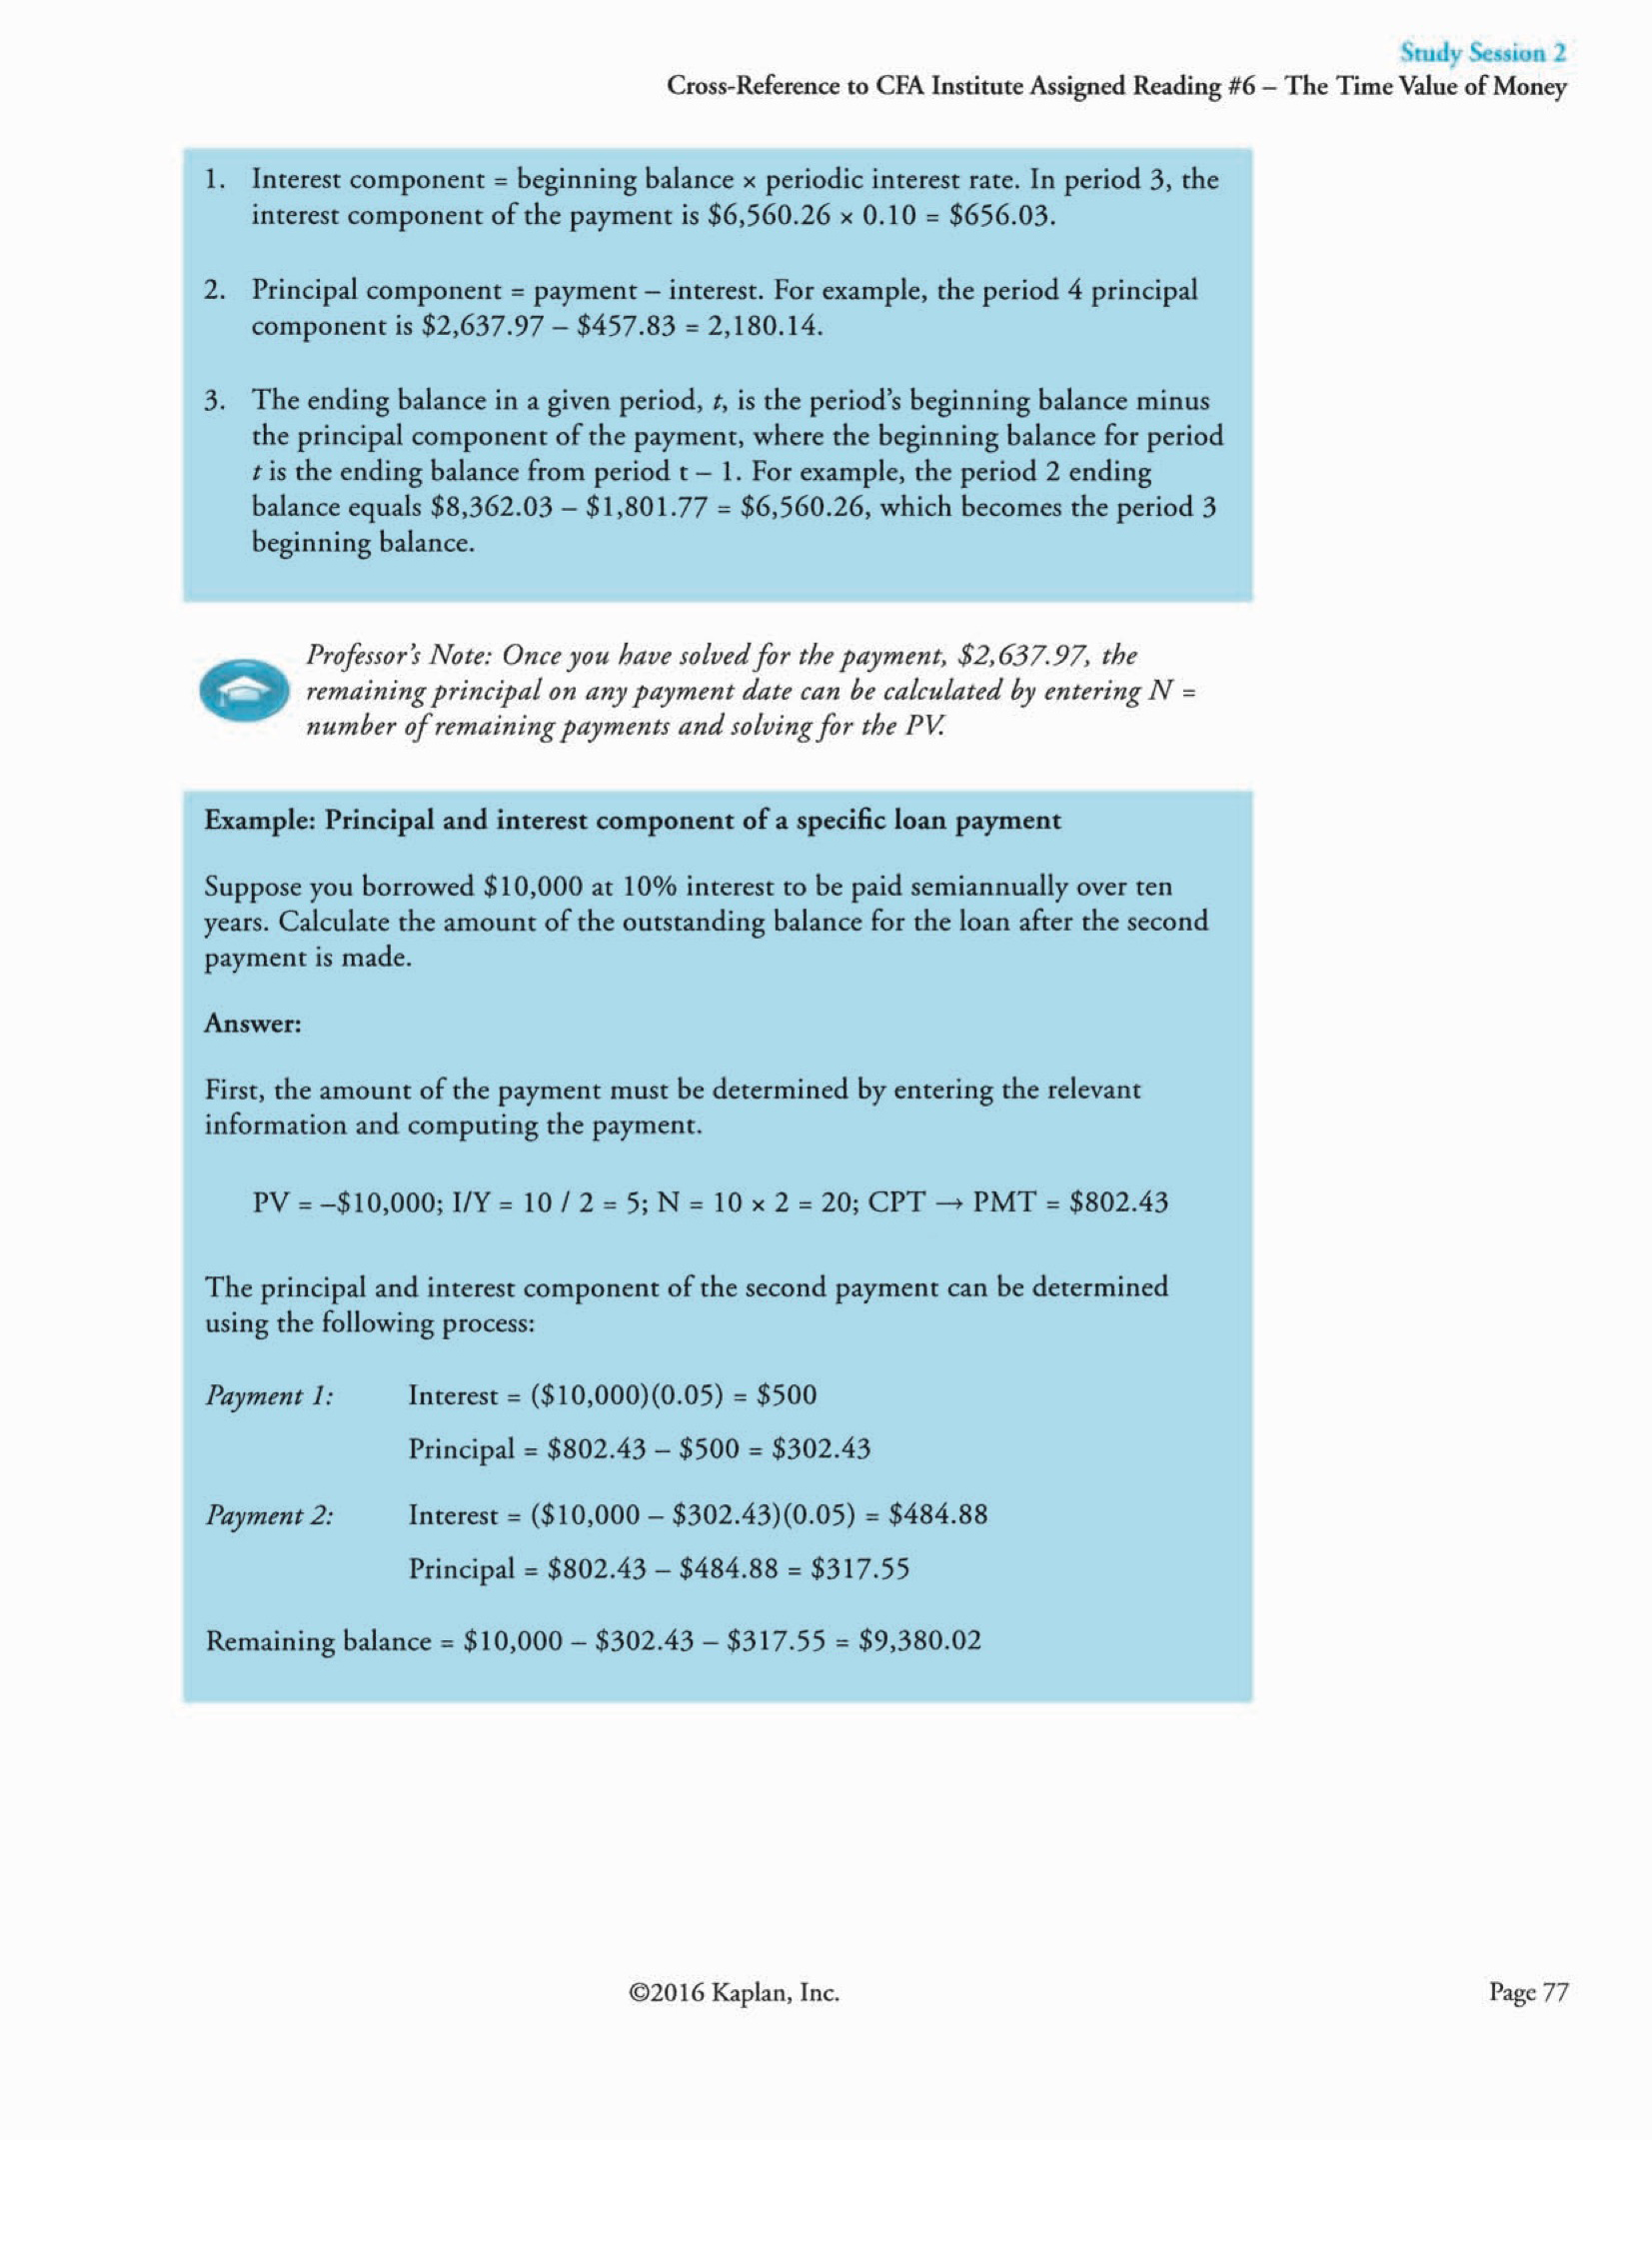 Study Session 2
Cross-Reference to CFA Institute Assigned Reading #6 – The Time Value of Money
1. Interest component = beginning balance × periodic interest rate. In period 3, the
interest component of the payment is $6,560.26 × 0.10 = $656.03.
2. Principal component = payment – interest. For example, the period 4 principal
component is $2,637.97 – $457.83 = 2,180.14.
3. The ending balance in a given period, t, is the period's beginning balance minus
the principal component of the payment, where the beginning balance for period
t is the ending balance from period t – 1. For example, the period 2 ending
balance equals $8,362.03 – $1,801.77 = $6,560.26, which becomes the period 3
beginning balance.
Professor's Note: Once you have solved for the payment, $2,637.97, the
remaining principal on any payment date can be calculated by entering N =
number of remaining payments and solving for the PV.
Example: Principal and interest component of a specific loan payment
Suppose you borrowed $10,000 at 10% interest to be paid semiannually over ten
years. Calculate the amount of the outstanding balance for the loan after the second
payment is made.
Answer:
First, the amount of the payment must be determined by entering the relevant
information and computing the payment.
PV = –$10,000; I/Y = 10 / 2 = 5; N = 10 × 2 = 20; CPT → PMT = $802.43
The principal and interest component of the second payment can be determined
using the following process:
Payment 1: Interest = ($10,000)(0.05) = $500
Principal = $802.43 – $500 = $302.43
Payment 2: Interest = ($10,000 – $302.43)(0.05) = $484.88
Principal = $802.43 – $484.88 = $317.55
Remaining balance = $10,000 – $302.43 – $317.55 = $9,380.02
©2016 Kaplan, Inc. Page 77